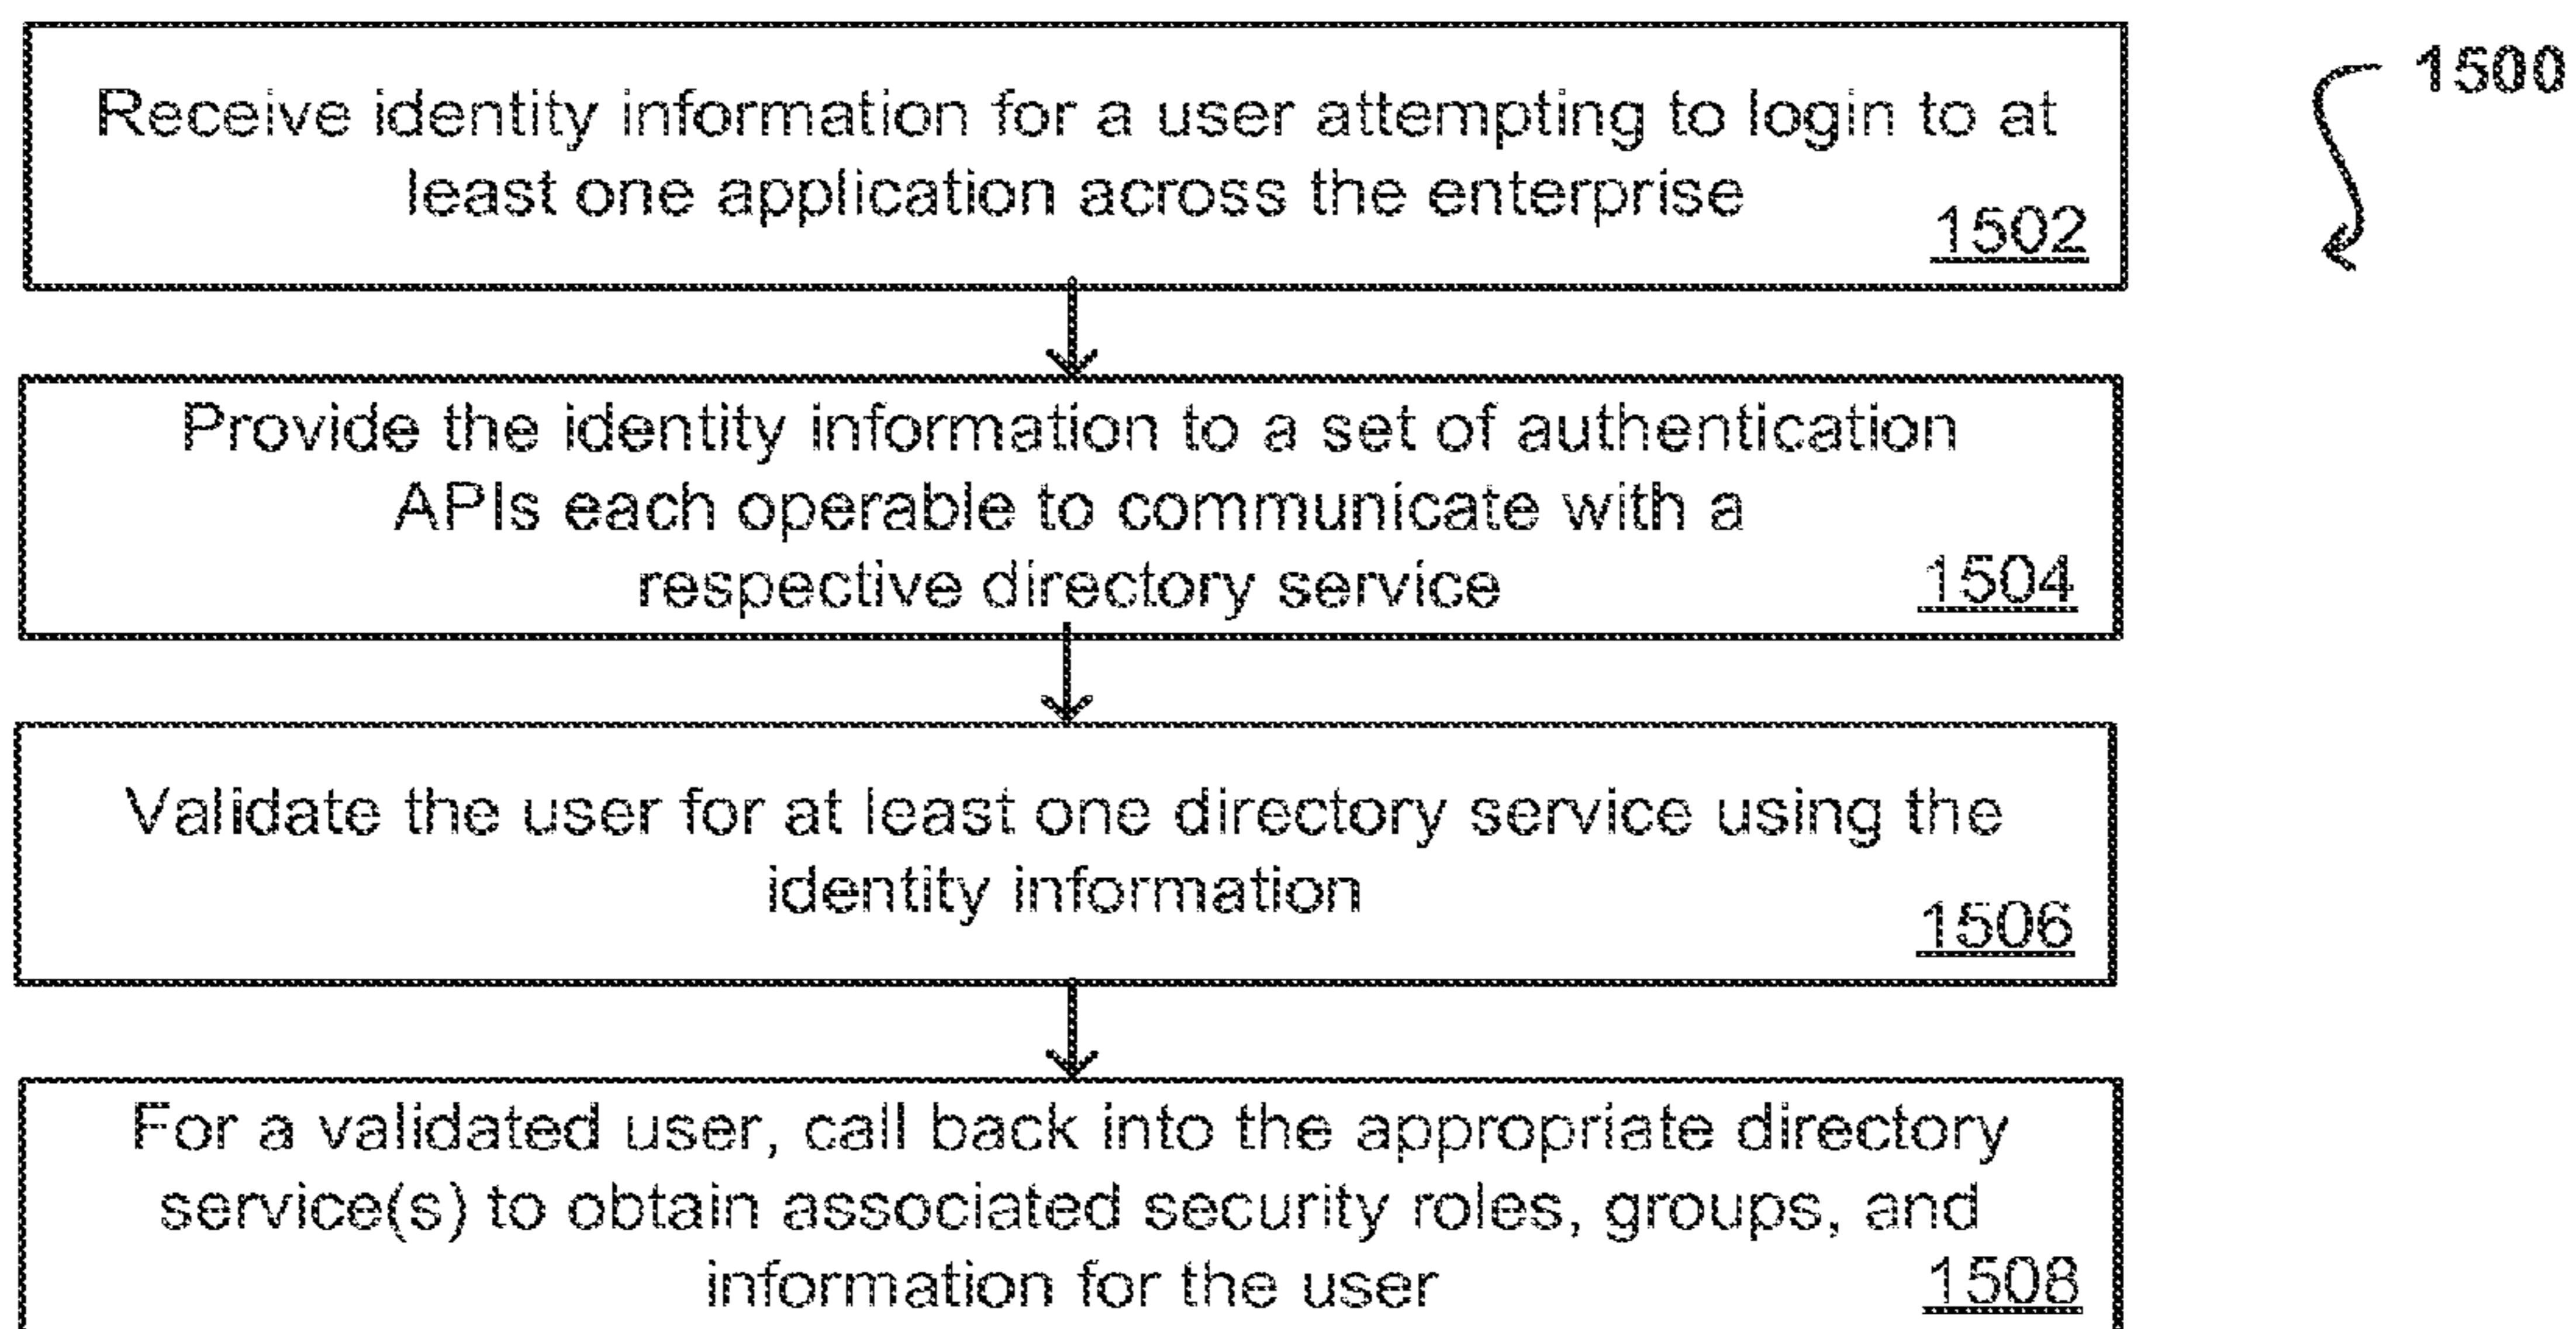 Receive identity information for a user attempting to login to at
least one application across the enterprise
1502
1500
Provide the identity information to a set of authentication
APIs each operable to communicate with a
respective directory service
1504
Validate the user for at least one directory service using the
identity information
1506
For a validated user, call back into the appropriate directory
service(s) to obtain associated security roles, groups, and
information for the user
1508